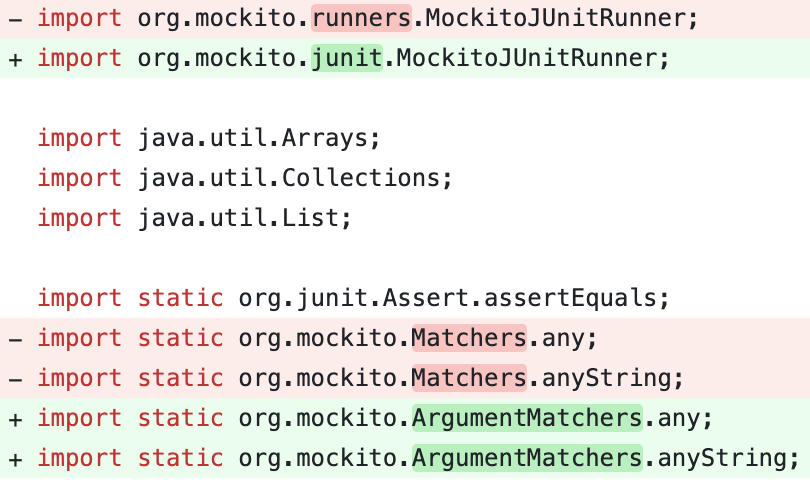 − import org.mockito.runners.MockitoJUnitRunner;
+ import org.mockito.junit.MockitoJUnitRunner;
import java.util.Arrays;
import java.util.Collections;
import java.util.List;
import static org.junit.Assert.assertEquals;
− import static org.mockito.Matchers.any;
− import static org.mockito.Matchers.anyString;
+ import static org.mockito.ArgumentMatchers.any;
+ import static org.mockito.ArgumentMatchers.anyString;